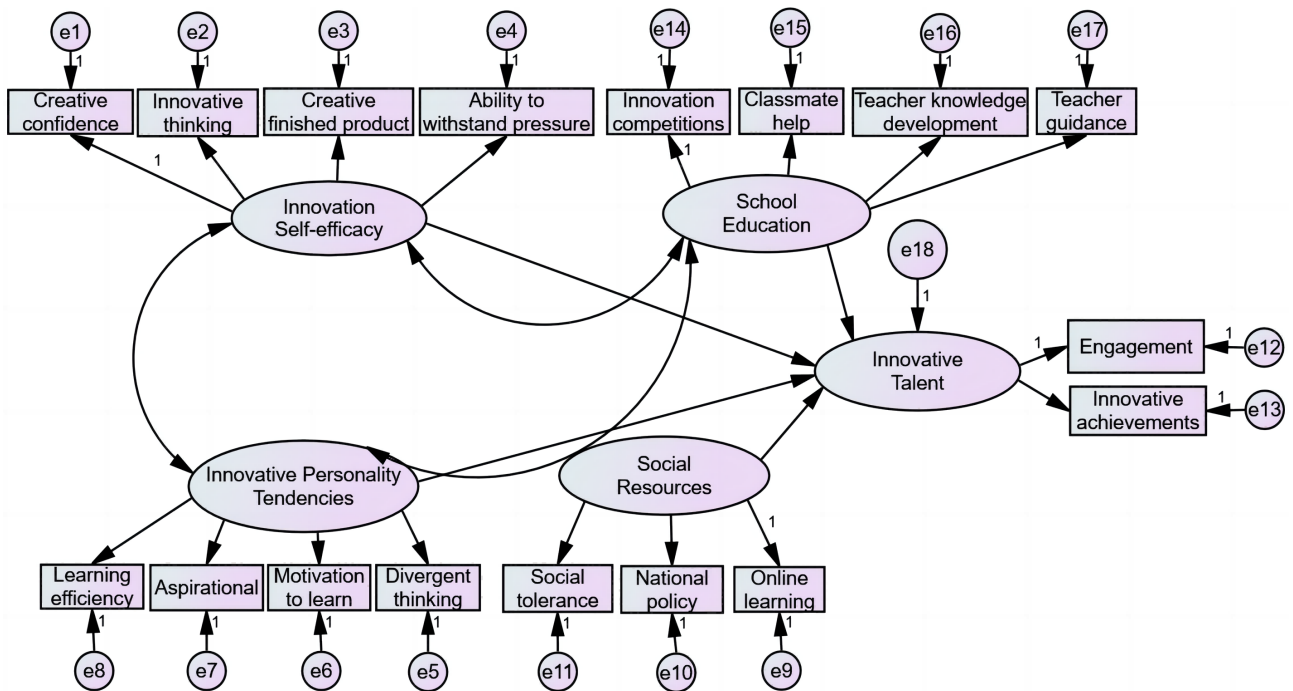 e1
e2
e3
e4
e14
e15
e16
e17
1
1
1
1
1
1
1
1
Creative
confidence
Innovative
thinking
Creative
finished product
Ability to
withstand pressure
Innovation
competitions
Classmate
help
Teacher knowledge
development
Teacher
guidance
1
1
Innovation
Self-efficacy
School
Education
e18
1
Innovative
Talent
1
Engagement
1
e12
Innovative
achievements
1
e13
Innovative Personality
Tendencies
Social
Resources
1
Learning
efficiency
Aspirational
Motivation
to learn
Divergent
thinking
Social
tolerance
National
policy
Online
learning
1
1
1
1
1
1
1
e8
e7
e6
e5
e11
e10
e9